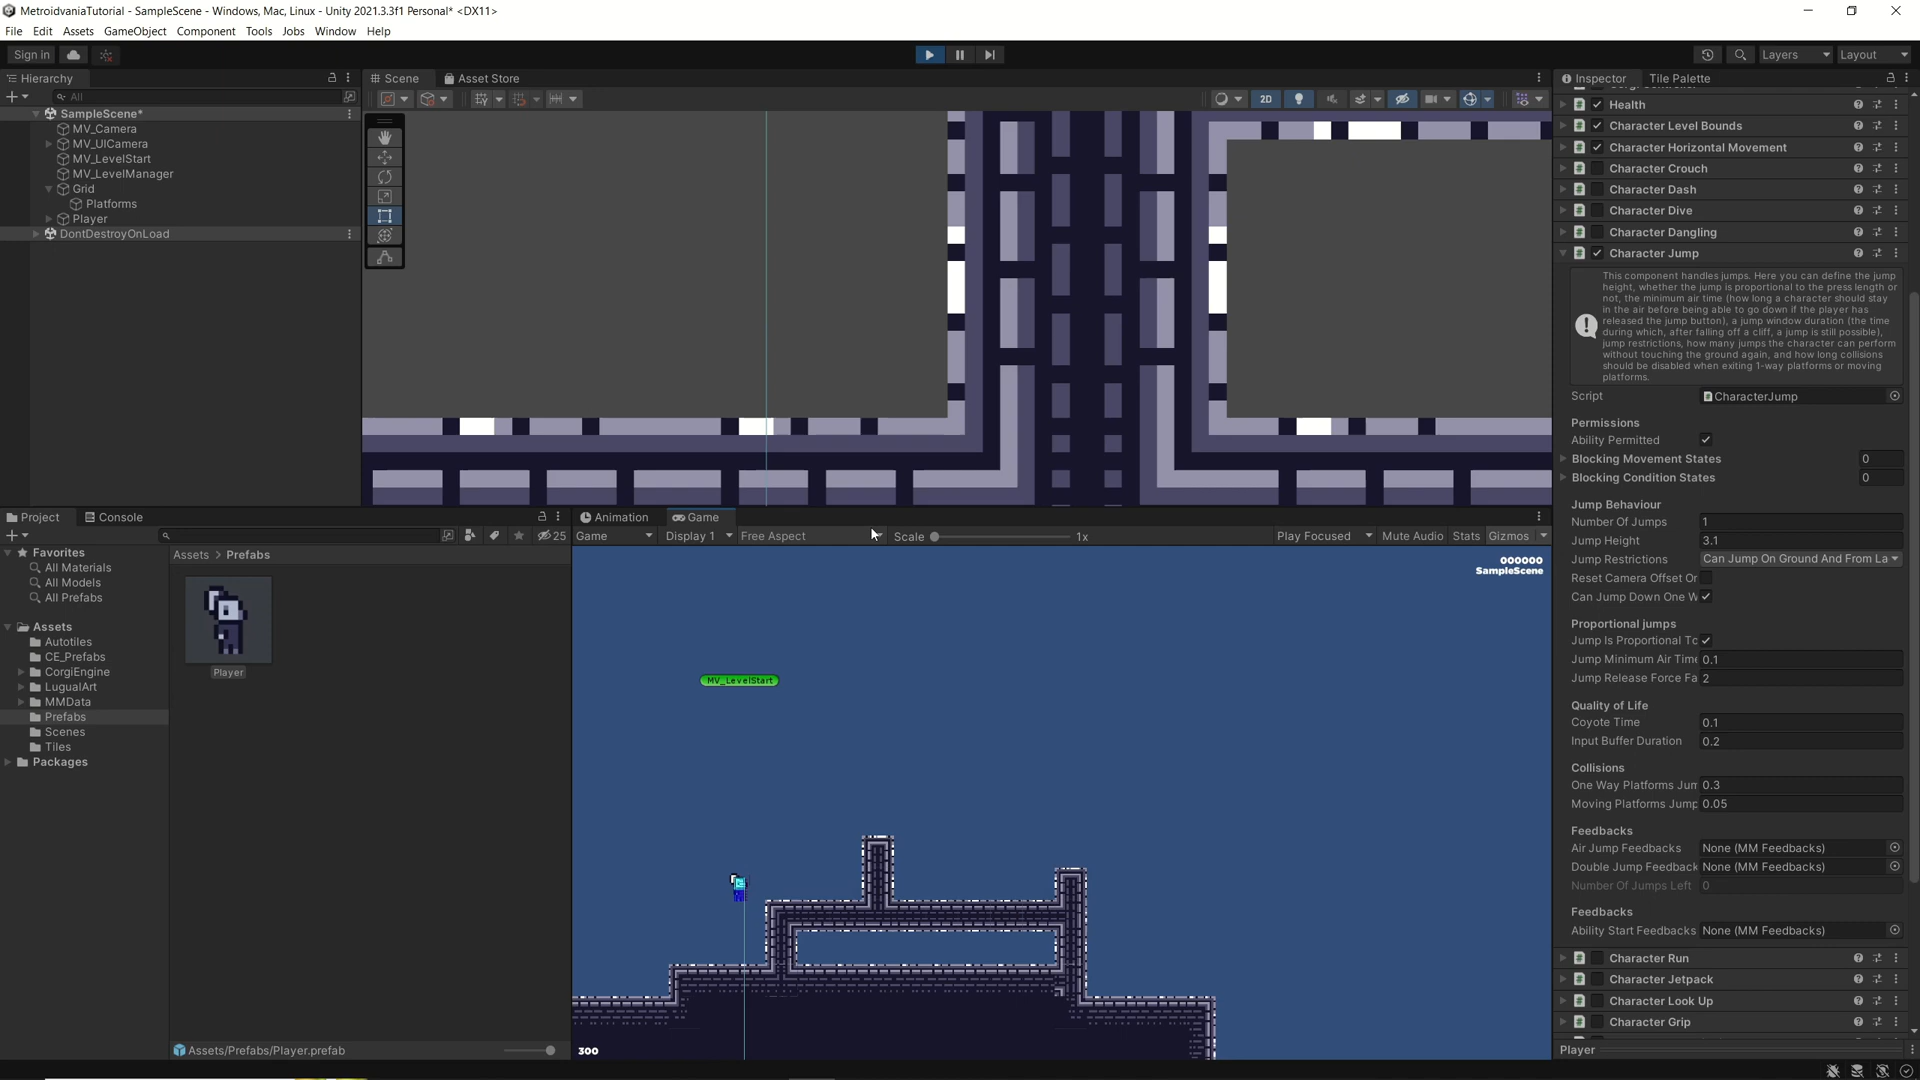 MetroidvaniaTutorial - SampleScene - Windows, Mac, Linux - Unity 2021.3.3f1 Personal* <DX11>
File Edit Assets GameObject Component Tools Jobs Window Help
Sign in
Layers
Layout
Hierarchy
All
SampleScene*
MV_Camera
MV_UICamera
MV_LevelStart
MV_LevelManager
Grid
Platforms
Player
DontDestroyOnLoad
Scene
Asset Store
2D
Inspector
Tile Palette
Health
Character Level Bounds
Character Horizontal Movement
Character Crouch
Character Dash
Character Dive
Character Dangling
Character Jump
This component handles jumps. Here you can define the jump
height, whether the jump is proportional to the press length or
not, the minimum air time (how long a character should stay
in the air before being able to go down if the player has
released the jump button), a jump window duration (the time
during which, after falling off a cliff, a jump is still possible),
jump restrictions, how many jumps the character can perform
without touching the ground again, and how long collisions
should be disabled when exiting 1-way platforms or moving
platforms.
Script CharacterJump
Permissions
Ability Permitted
Blocking Movement States 0
Blocking Condition States 0
Jump Behaviour
Number Of Jumps 1
Jump Height 3.1
Jump Restrictions Can Jump On Ground And From La
Reset Camera Offset Or
Can Jump Down One W
Proportional jumps
Jump Is Proportional To
Jump Minimum Air Time 0.1
Jump Release Force Fa 2
Quality of Life
Coyote Time 0.1
Input Buffer Duration 0.2
Collisions
One Way Platforms Jum 0.3
Moving Platforms Jump 0.05
Feedbacks
Air Jump Feedbacks None (MM Feedbacks)
Double Jump Feedback None (MM Feedbacks)
Number Of Jumps Left 0
Feedbacks
Ability Start Feedbacks None (MM Feedbacks)
Character Run
Character Jetpack
Character Look Up
Character Grip
Player
Project
Console
25
Favorites
All Materials
All Models
All Prefabs
Assets
Autotiles
CE_Prefabs
CorgiEngine
LugualArt
MMData
Prefabs
Scenes
Tiles
Packages
Assets > Prefabs
Player
Assets/Prefabs/Player.prefab
Animation
Game
Game Display 1 Free Aspect Scale 1x Play Focused Mute Audio Stats Gizmos
000000
SampleScene
MV_LevelStart
300